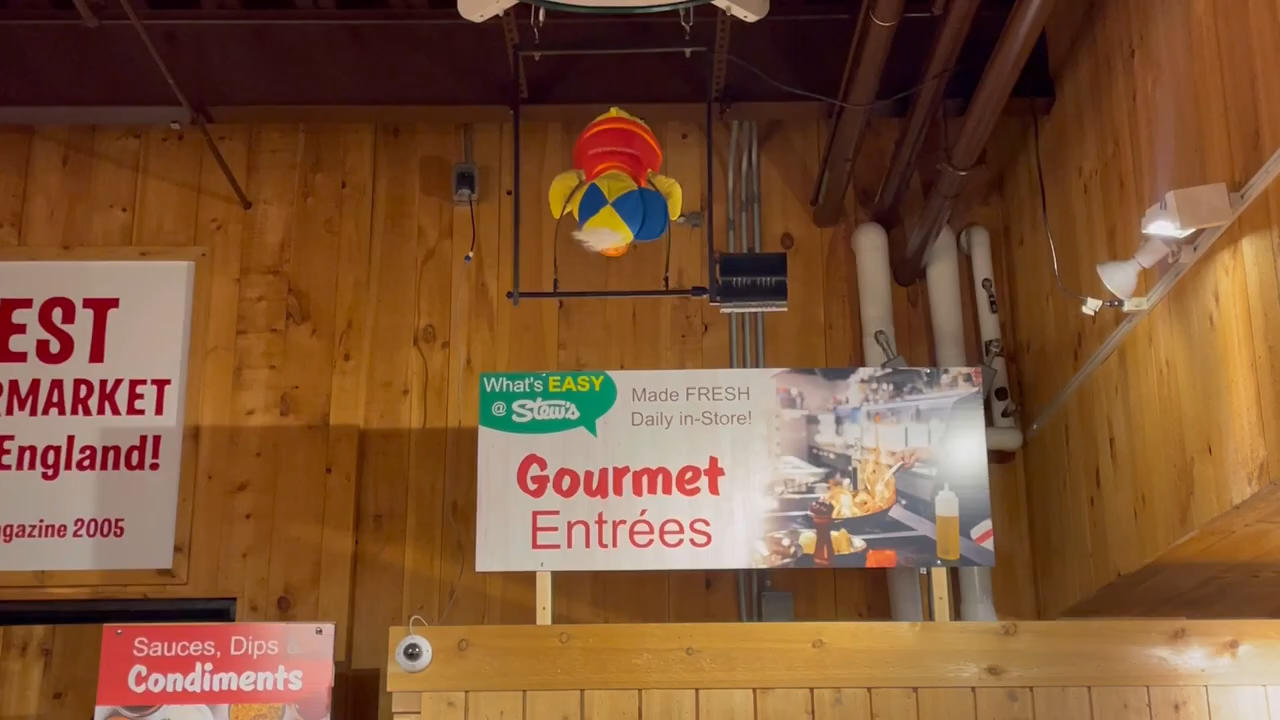 EST
RMARKET
England!
gazine 2005
What's EASY
@ Stew's
Made FRESH
Daily in-Store!
Gourmet
Entrées
Sauces, Dips &
Condiments